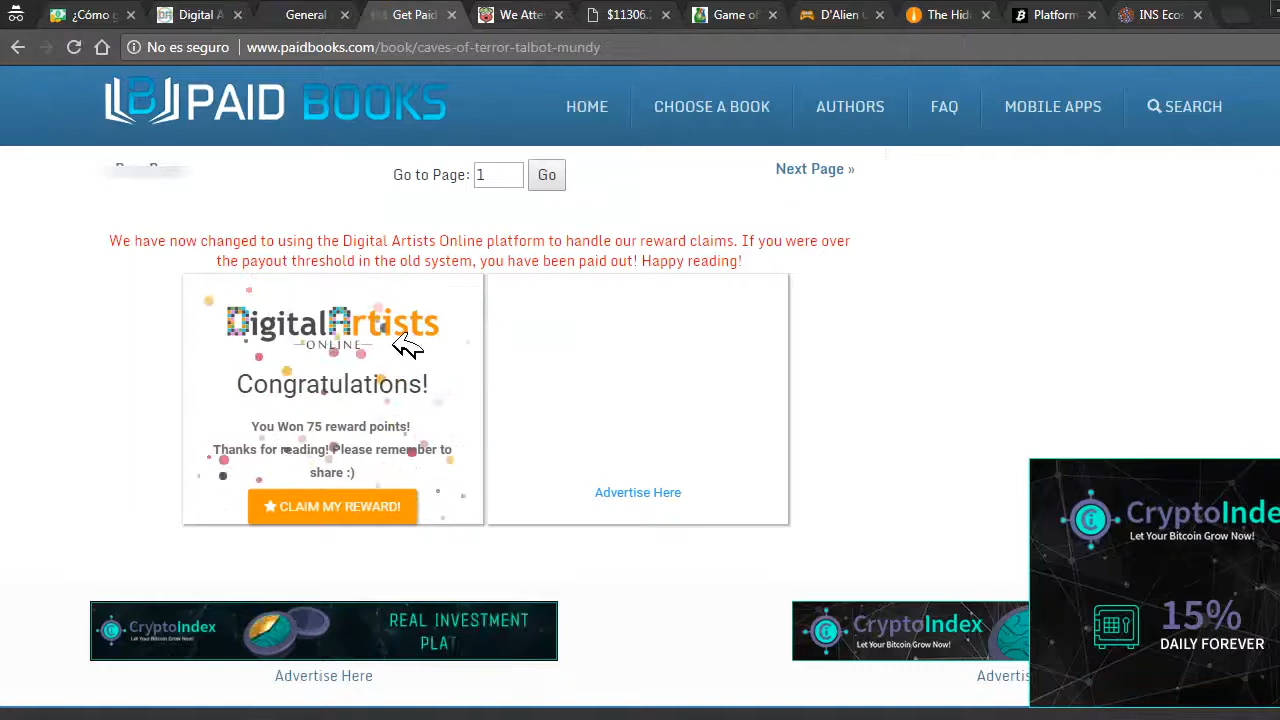 ¿Cómo g
Digital A
General
Get Paid
We Atte
$11306.
Game o
D'Alien
The Hid
Platform
INS Eco
No es seguro
www.paidbooks.com/book/caves-of-terror-talbot-mundy
PAID BOOKS
HOME
CHOOSE A BOOK
AUTHORS
FAQ
MOBILE APPS
SEARCH
Go to Page: 1 Go
Next Page »
We have now changed to using the Digital Artists Online platform to handle our reward claims. If you were over
the payout threshold in the old system, you have been paid out! Happy reading!
DigitalArtists
ONLINE
Congratulations!
You Won 75 reward points!
Thanks for reading! Please remember to
share :)
CLAIM MY REWARD!
Advertise Here
CryptoInde
Let Your Bitcoin Grow Now!
15%
DAILY FOREVER
CryptoIndex
Let Your Bitcoin Grow Now!
REAL INVESTMENT
PLAT
CryptoIndex
Let Your Bitcoin Grow Now!
Advertise Here
Advertis